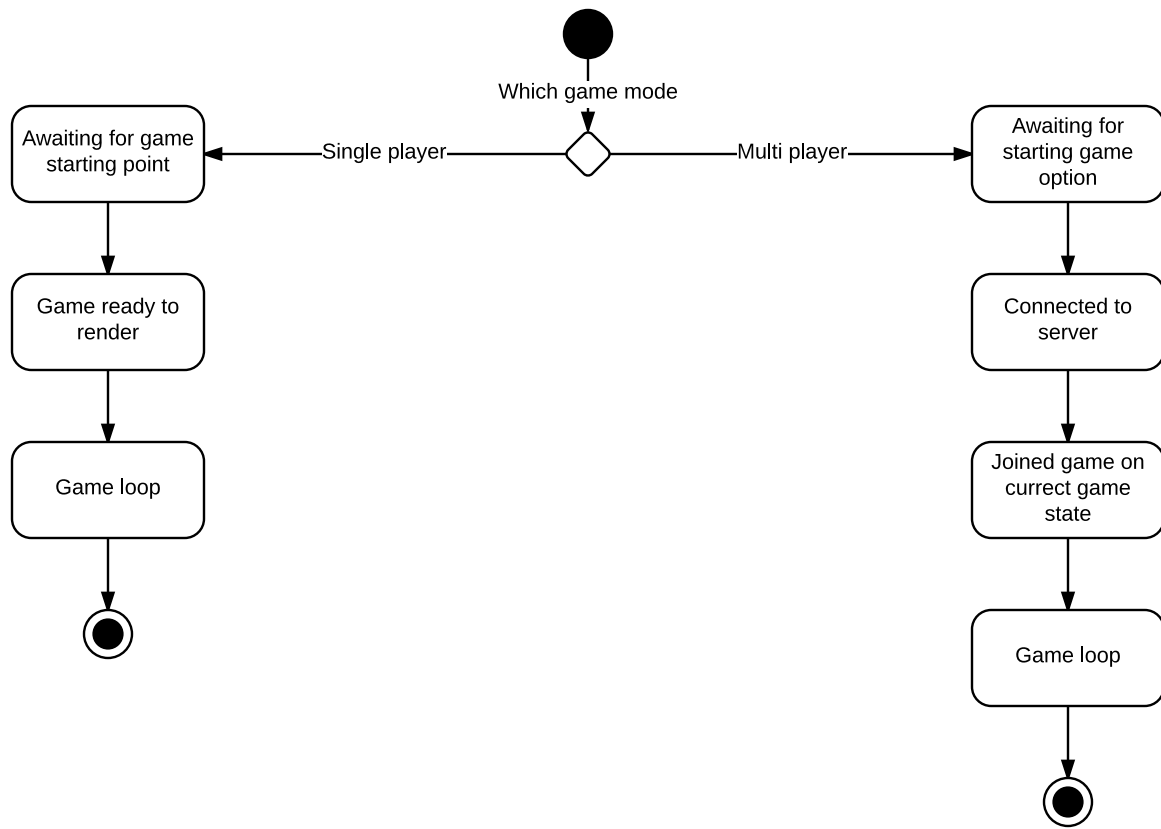 Which game mode
Single player
Multi player
Awaiting for game
starting point
Game ready to
render
Game loop
Awaiting for
starting game
option
Connected to
server
Joined game on
currect game
state
Game loop